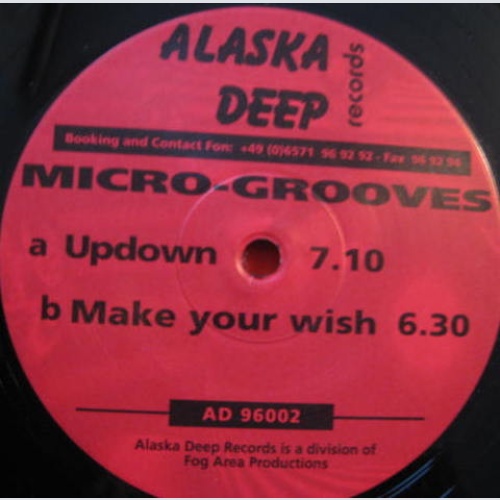 ALASKA
DEEP records
Booking and Contact Fon: +49 (0)6571 96 92 92 - Fax 96 92 94
MICRO-GROOVES
a Updown 7.10
b Make your wish 6.30
AD 96002
Alaska Deep Records is a division of
Fog Area Productions